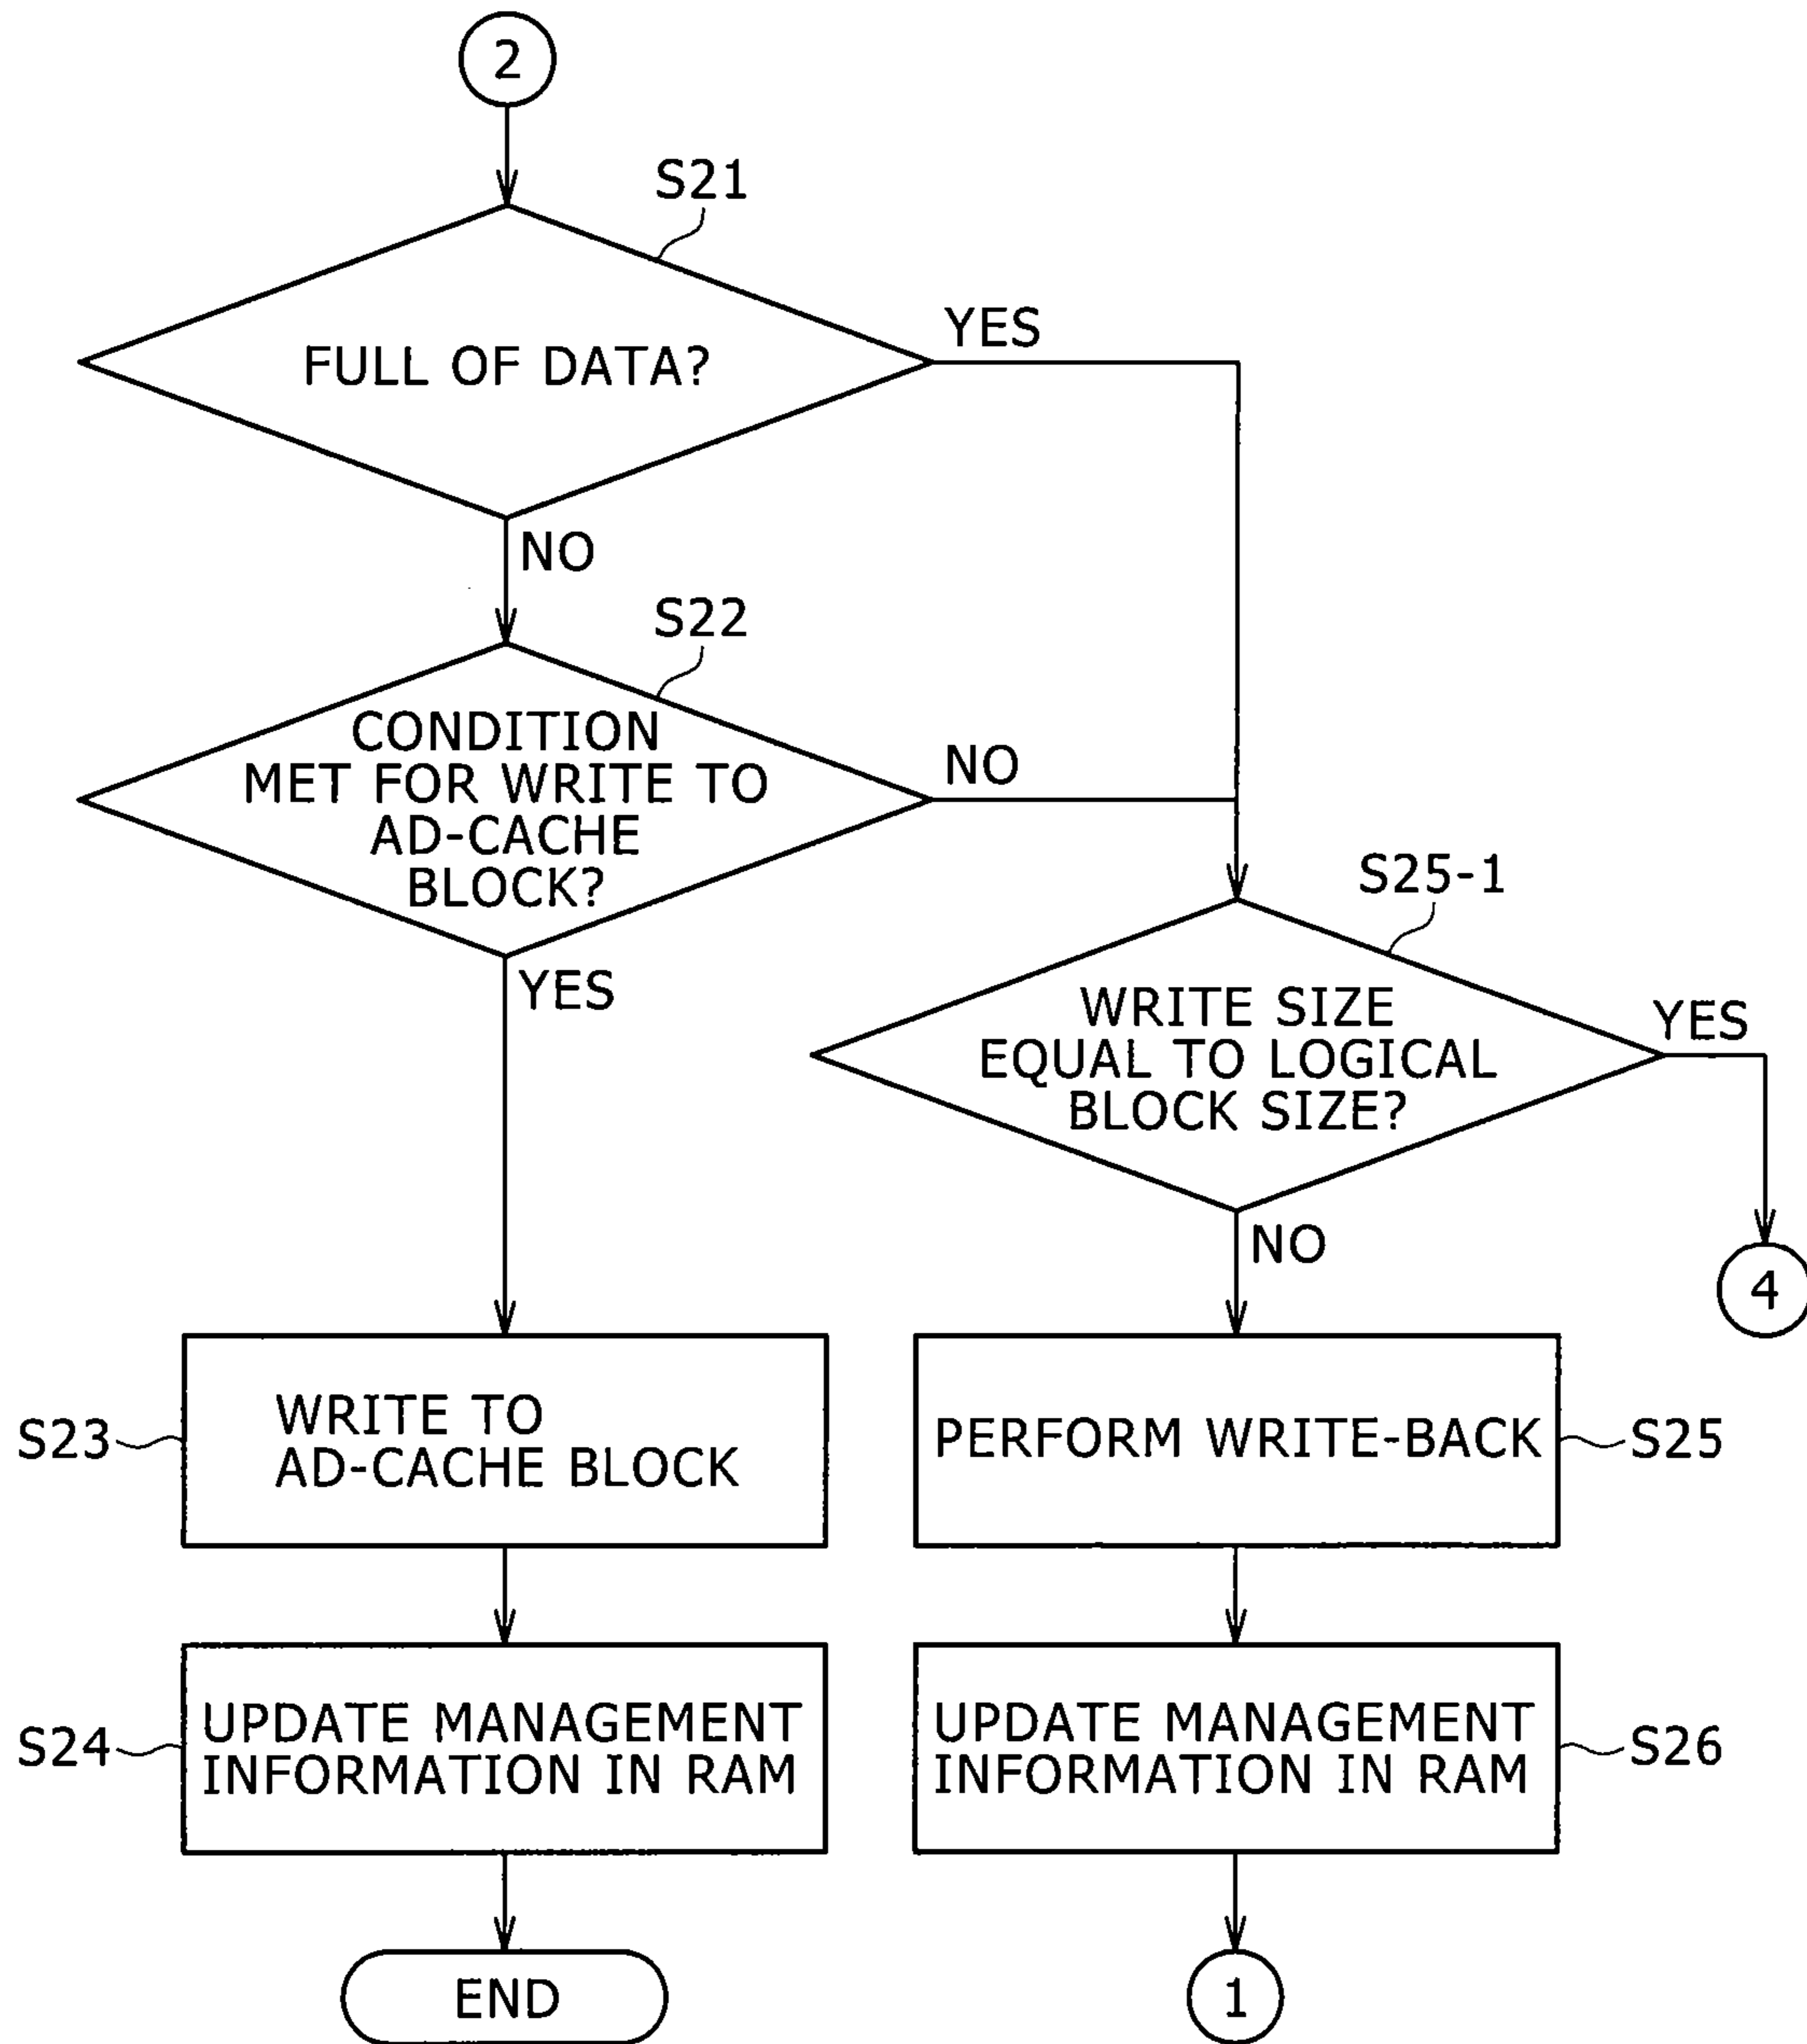 2
S21
FULL OF DATA?
YES
NO
S22
CONDITION
MET FOR WRITE TO
AD-CACHE
BLOCK?
NO
YES
S25-1
WRITE SIZE
EQUAL TO LOGICAL
BLOCK SIZE?
YES
NO
4
S23
WRITE TO
AD-CACHE BLOCK
PERFORM WRITE-BACK
S25
S24
UPDATE MANAGEMENT
INFORMATION IN RAM
UPDATE MANAGEMENT
INFORMATION IN RAM
S26
END
1